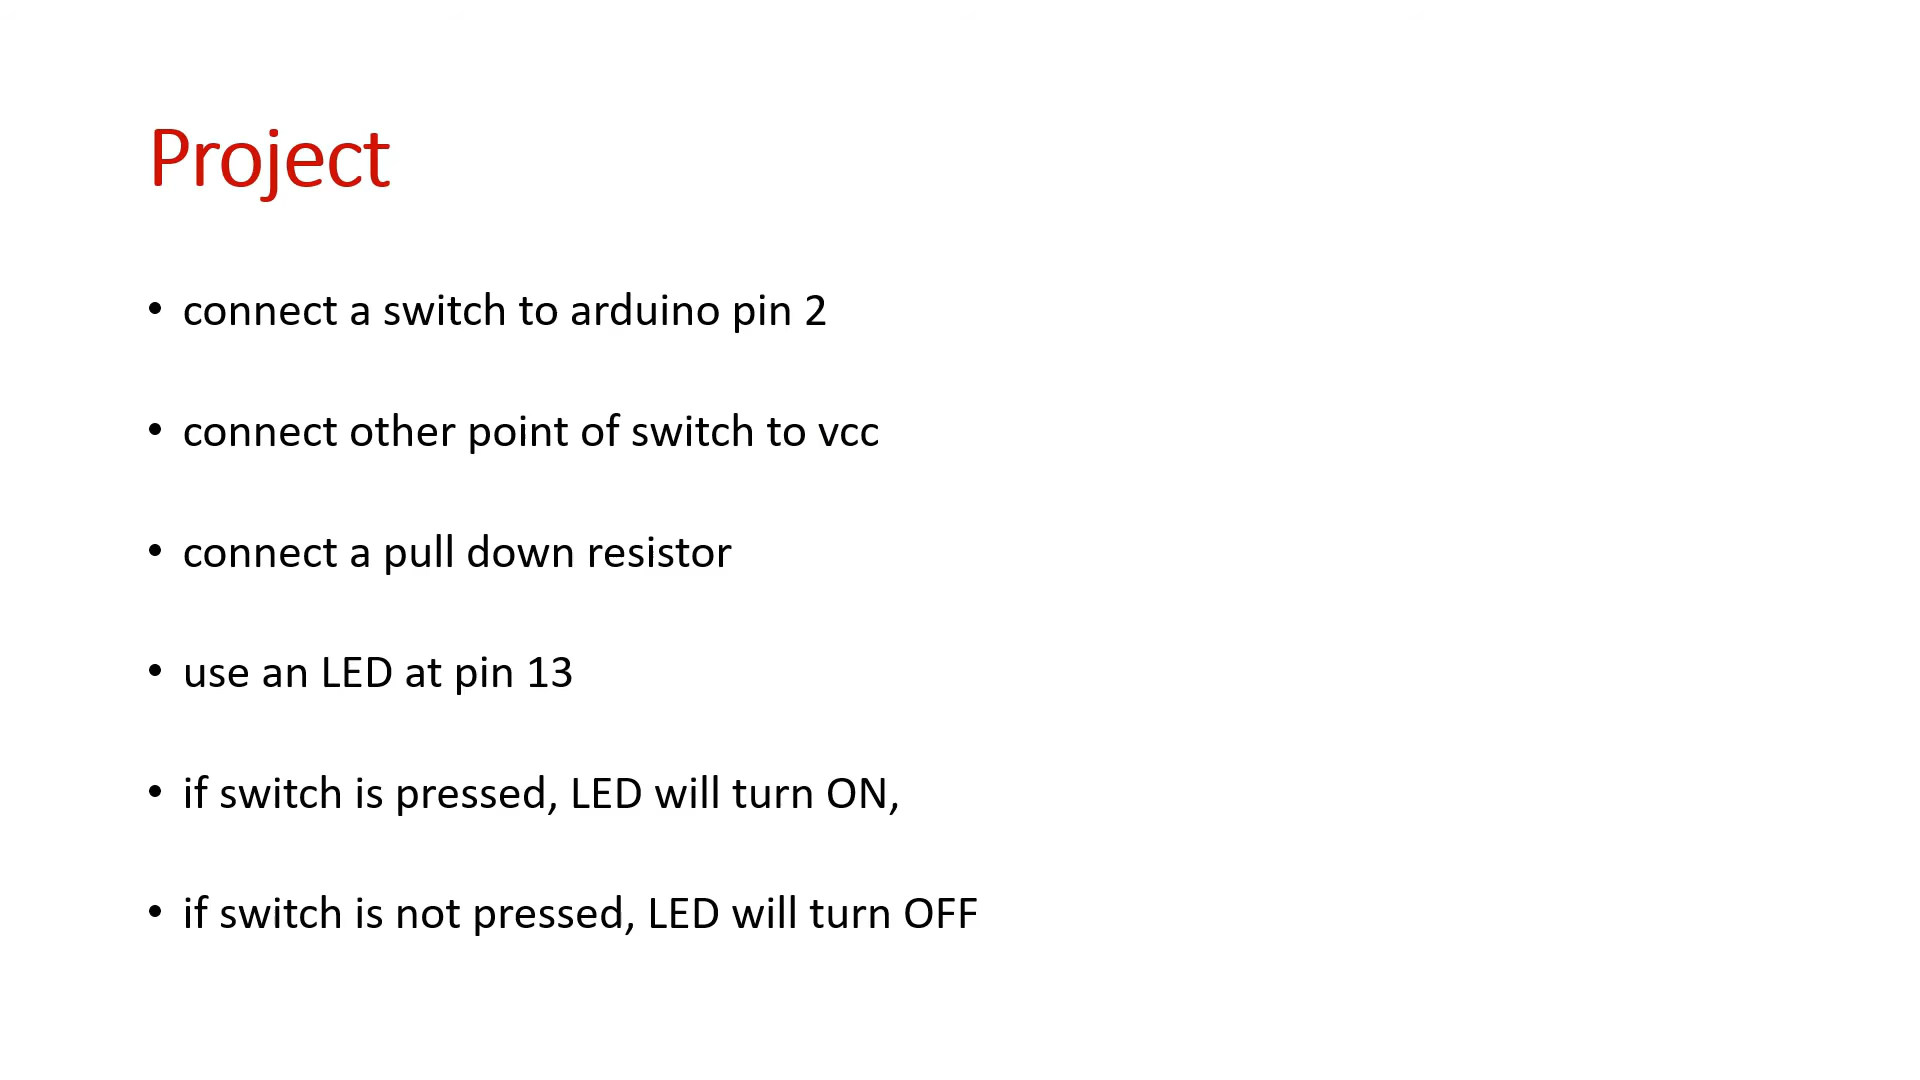 Project
• connect a switch to arduino pin 2
• connect other point of switch to vcc
• connect a pull down resistor
• use an LED at pin 13
• if switch is pressed, LED will turn ON,
• if switch is not pressed, LED will turn OFF